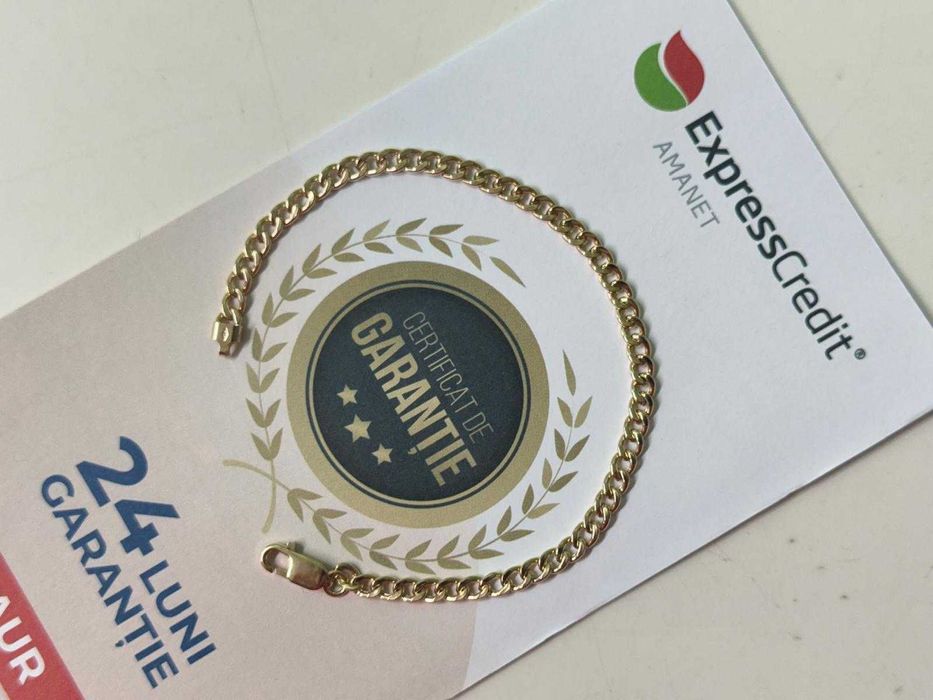 ExpressCredit®
AMANET
CERTIFICAT DE
GARANȚIE
24 LUNI
GARANȚIE
AUR